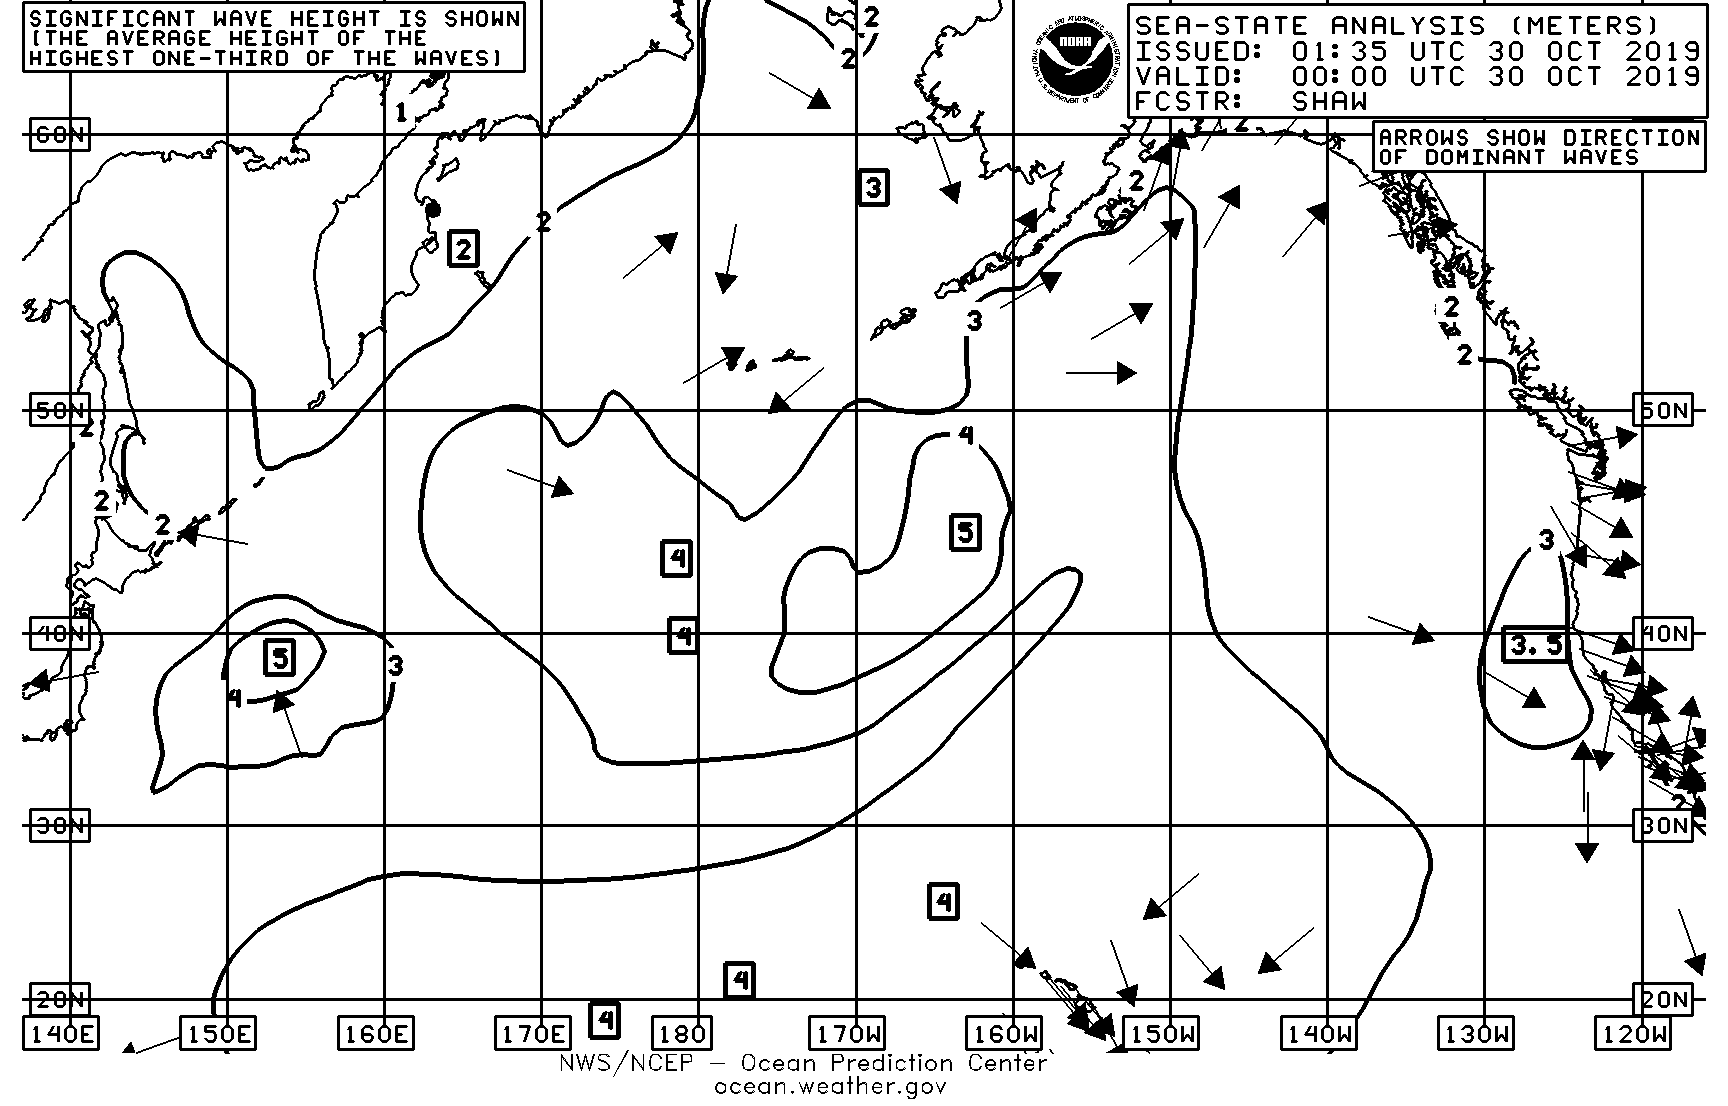 SIGNIFICANT WAVE HEIGHT IS SHOWN
(THE AVERAGE HEIGHT OF THE
HIGHEST ONE-THIRD OF THE WAVES)
NOAA
SEA-STATE ANALYSIS (METERS)
ISSUED: 01:35 UTC 30 OCT 2019
VALID: 00:00 UTC 30 OCT 2019
FCSTR: SHAW
ARROWS SHOW DIRECTION
OF DOMINANT WAVES
2
2
1
2
60N
3
2
2
2
3
2
2
50N
50N
2
4
2
2
5
3
4
40N
4
40N
5
3
3.5
4
2
30N
30N
4
4
20N
20N
4
140E 150E 160E 170E 180 170W 160W 150W 140W 130W 120W
NWS/NCEP – Ocean Prediction Center
ocean.weather.gov